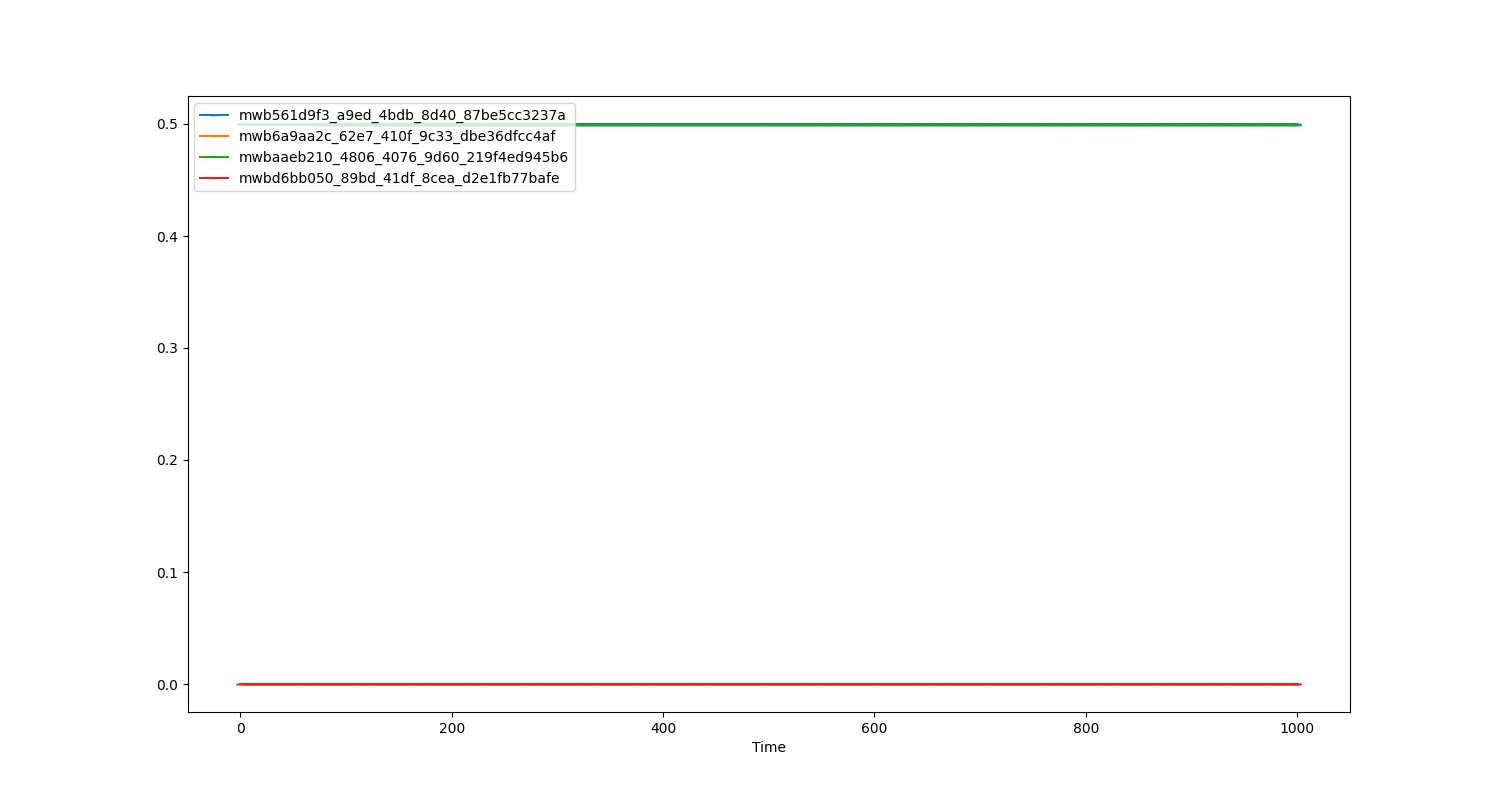 mwb561d9f3_a9ed_4bdb_8d40_87be5cc3237a
mwb6a9aa2c_62e7_410f_9c33_dbe36dfcc4af
mwbaaeb210_4806_4076_9d60_219f4ed945b6
mwbd6bb050_89bd_41df_8cea_d2e1fb77bafe
0.5
0.4
0.3
0.2
0.1
0.0
0 200 400 600 800 1000
Time